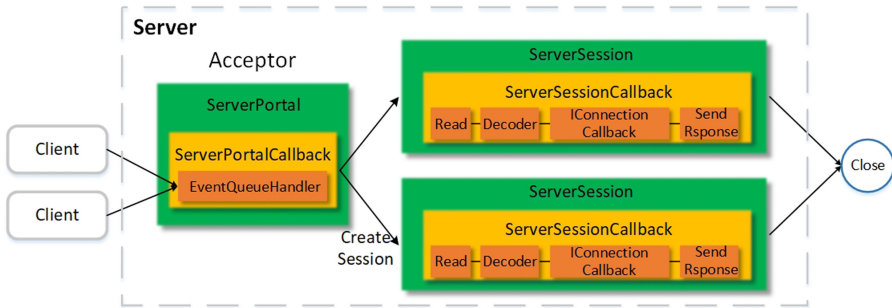 Server
Acceptor
ServerPortal
ServerPortalCallback
EventQueueHandler
Client
Client
Create
Session
ServerSession
ServerSessionCallback
Read
Decoder
IConnection
Callback
Send
Rsponse
ServerSession
ServerSessionCallback
Read
Decoder
IConnection
Callback
Send
Rsponse
Close